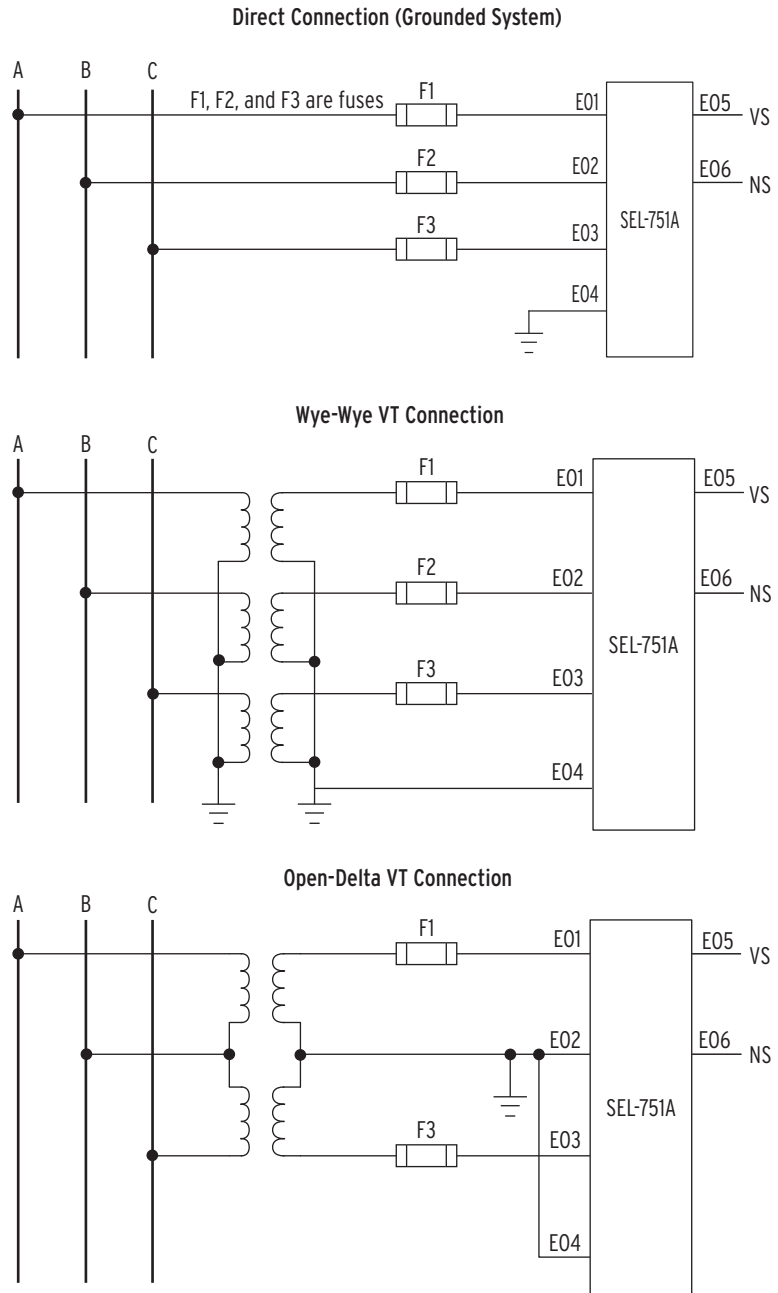 Direct Connection (Grounded System)
A B C
F1, F2, and F3 are fuses
F1
E01
E05
VS
F2
E02
E06
NS
F3
E03
SEL-751A
E04
Wye-Wye VT Connection
A B C
F1
E01
E05
VS
F2
E02
E06
NS
F3
E03
SEL-751A
E04
Open-Delta VT Connection
A B C
F1
E01
E05
VS
E02
E06
NS
SEL-751A
F3
E03
E04